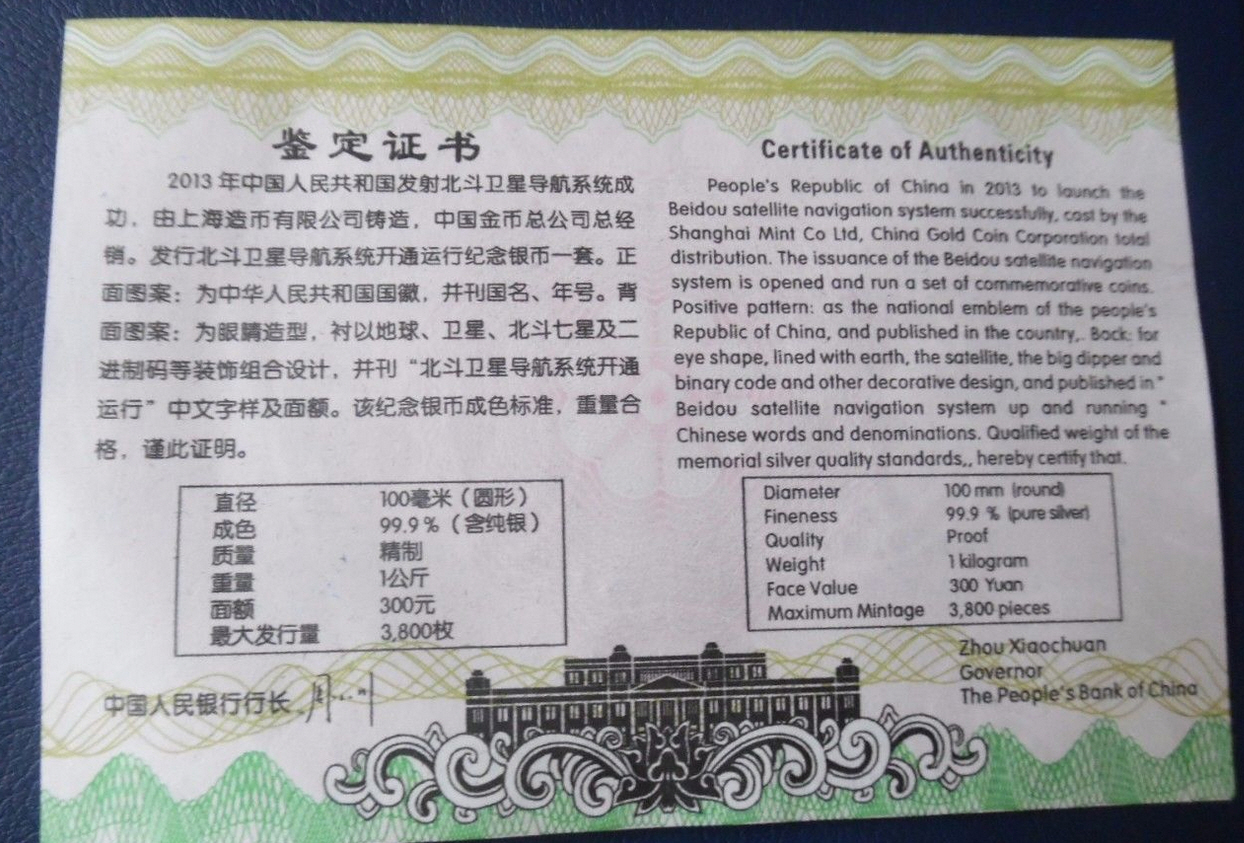 鉴定证书
2013年中国人民共和国发射北斗卫星导航系统成
功，由上海造币有限公司铸造，中国金币总公司总经
销。发行北斗卫星导航系统开通运行纪念银币一套。正
面图案：为中华人民共和国国徽，并刊国名、年号。背
面图案：为眼睛造型，衬以地球、卫星、北斗七星及二
进制码等装饰组合设计，并刊“北斗卫星导航系统开通
运行”中文字样及面额。该纪念银币成色标准，重量合
格，谨此证明。
直径 100毫米（圆形）
成色 99.9%（含纯银）
质量 精制
重量 1公斤
面额 300元
最大发行量 3,800枚
中国人民银行行长
Certificate of Authenticity
People's Republic of China in 2013 to launch the
Beidou satellite navigation system successfully, cast by the
Shanghai Mint Co Ltd, China Gold Coin Corporation total
distribution. The issuance of the Beidou satellite navigation
system is opened and run a set of commemorative coins.
Positive pattern: as the national emblem of the people's
Republic of China, and published in the country,. Back: for
eye shape, lined with earth, the satellite, the big dipper and
binary code and other decorative design, and published in "
Beidou satellite navigation system up and running "
Chinese words and denominations. Qualified weight of the
memorial silver quality standards,, hereby certify that.
Diameter 100 mm (round)
Fineness 99.9 % (pure silver)
Quality Proof
Weight 1 kilogram
Face Value 300 Yuan
Maximum Mintage 3,800 pieces
Zhou Xiaochuan
Governor
The People's Bank of China